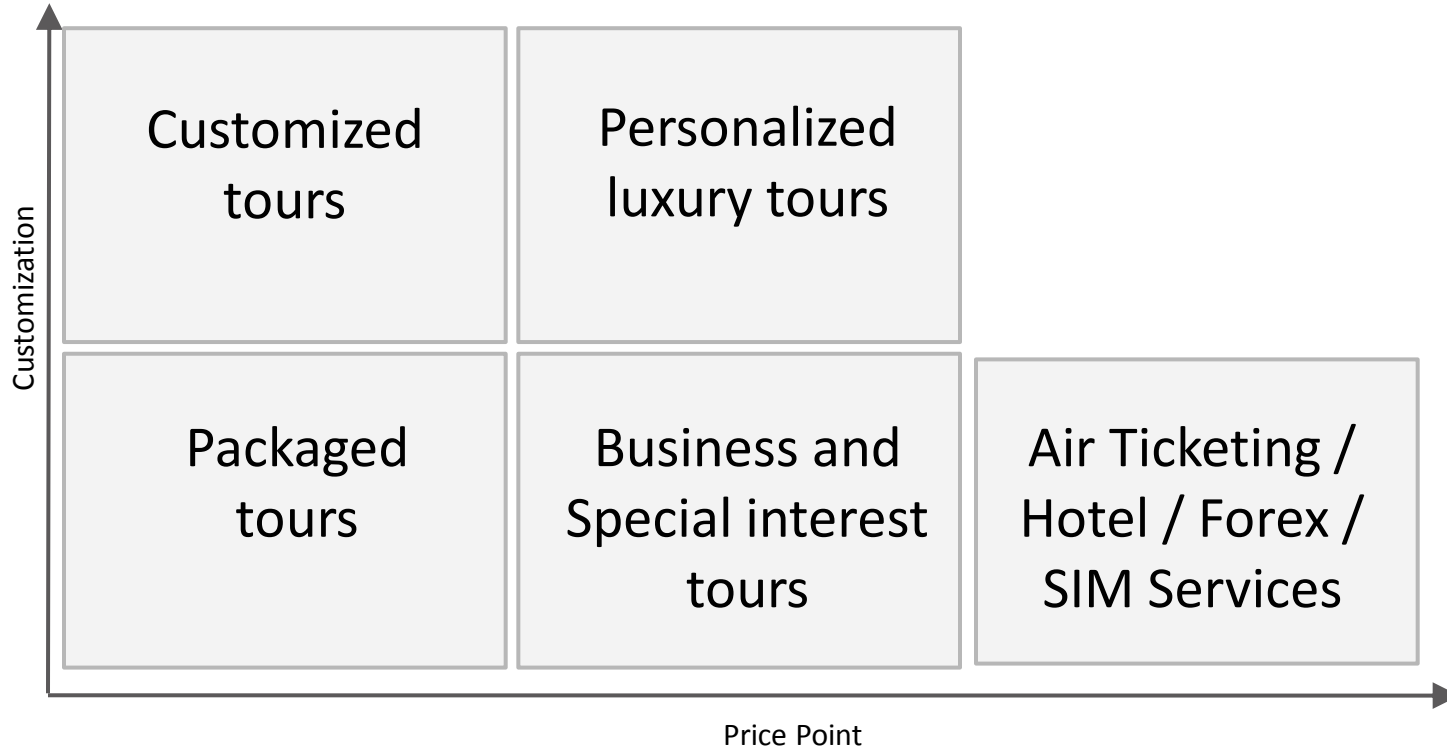 Customization
Customized
tours
Personalized
luxury tours
Packaged
tours
Business and
Special interest
tours
Air Ticketing /
Hotel / Forex /
SIM Services
Price Point